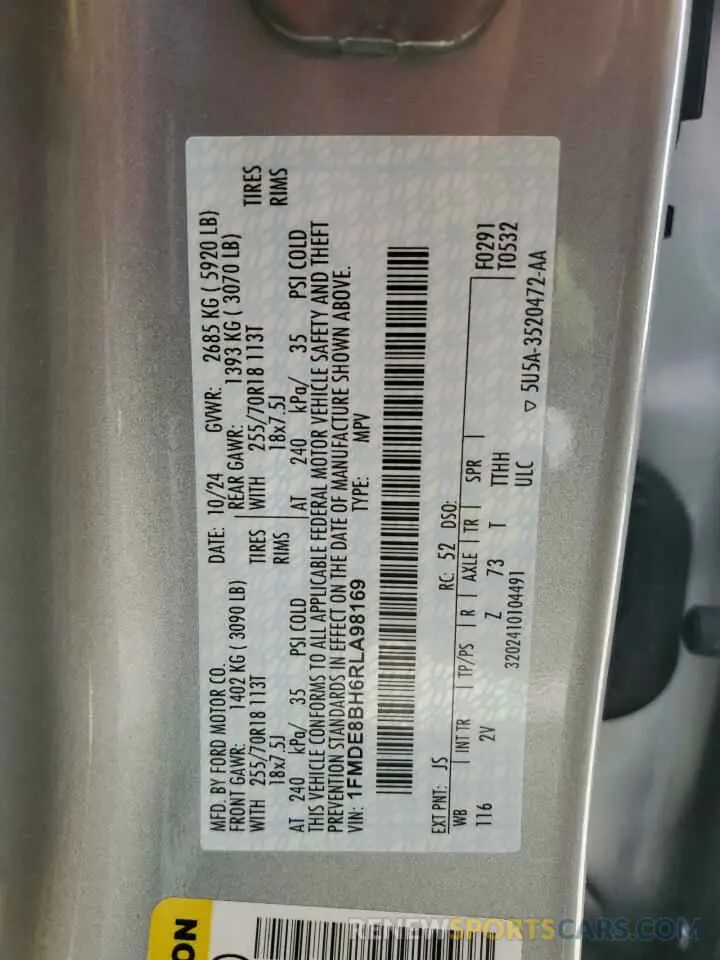 MFD. BY FORD MOTOR CO. DATE: 10/24 GVWR: 2685 KG ( 5920 LB)
FRONT GAWR: 1402 KG ( 3090 LB) REAR GAWR: 1393 KG ( 3070 LB)
WITH 255/70R18 113T TIRES WITH 255/70R18 113T TIRES
18x7.5J RIMS 18x7.5J RIMS
AT 240 kPa/ 35 PSI COLD AT 240 kPa/ 35 PSI COLD
THIS VEHICLE CONFORMS TO ALL APPLICABLE FEDERAL MOTOR VEHICLE SAFETY AND THEFT
PREVENTION STANDARDS IN EFFECT ON THE DATE OF MANUFACTURE SHOWN ABOVE.
VIN: 1FMDE8BH6RLA98169 TYPE: MPV
EXT PNT: JS RC: 52 DSO: F0291
WB INT TR TP/PS R AXLE TR SPR T0532
116 2V Z 73 T TTHH
320241010449​1 ULC ▽ 5U5A-3520472-AA
ON
RENEWSPORTSCARS.COM